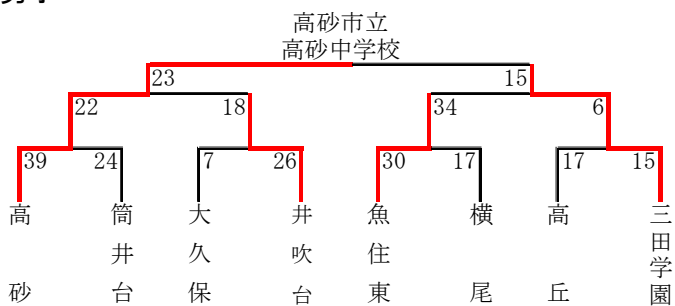 高砂市立
高砂中学校
23 15
22 18 34 6
39 24 7 26 30 17 17 15
高砂
筒井台
大久保
井吹台
魚住東
横尾
高丘
三田学園